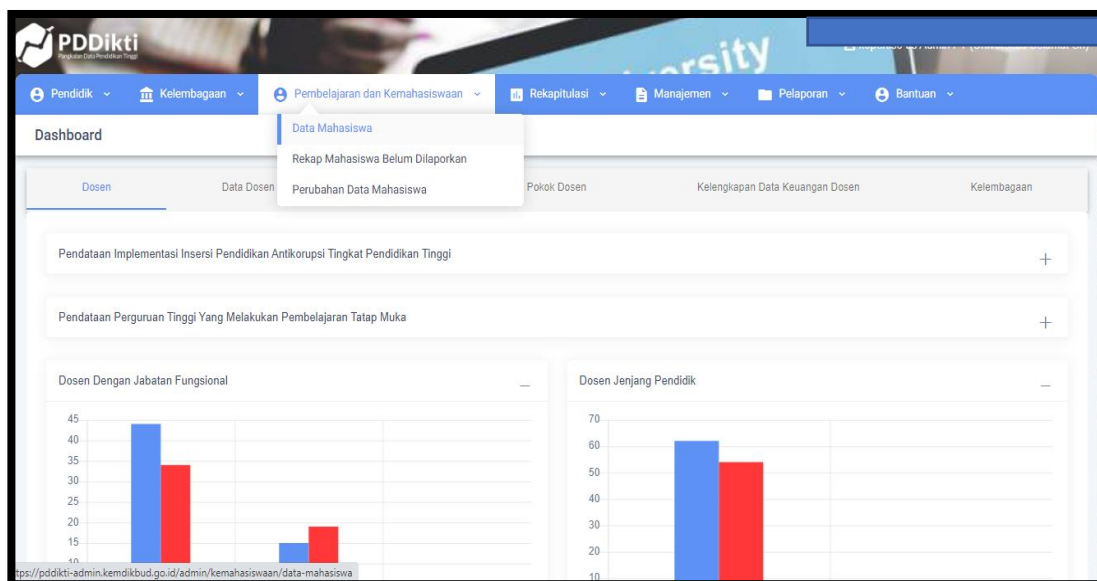 PDDikti
Pangkalan Data Pendidikan Tinggi
ersity
Pendidik
Kelembagaan
Pembelajaran dan Kemahasiswaan
Rekapitulasi
Manajemen
Pelaporan
Bantuan
Dashboard
Data Mahasiswa
Rekap Mahasiswa Belum Dilaporkan
Perubahan Data Mahasiswa
Dosen
Data Dosen
Pokok Dosen
Kelengkapan Data Keuangan Dosen
Kelembagaan
Pendataan Implementasi Insersi Pendidikan Antikorupsi Tingkat Pendidikan Tinggi
Pendataan Perguruan Tinggi Yang Melakukan Pembelajaran Tatap Muka
Dosen Dengan Jabatan Fungsional
45
40
35
30
25
20
15
10
Dosen Jenjang Pendidik
70
60
50
40
30
20
10
tps://pddikti-admin.kemdikbud.go.id/admin/kemahasiswaan/data-mahasiswa